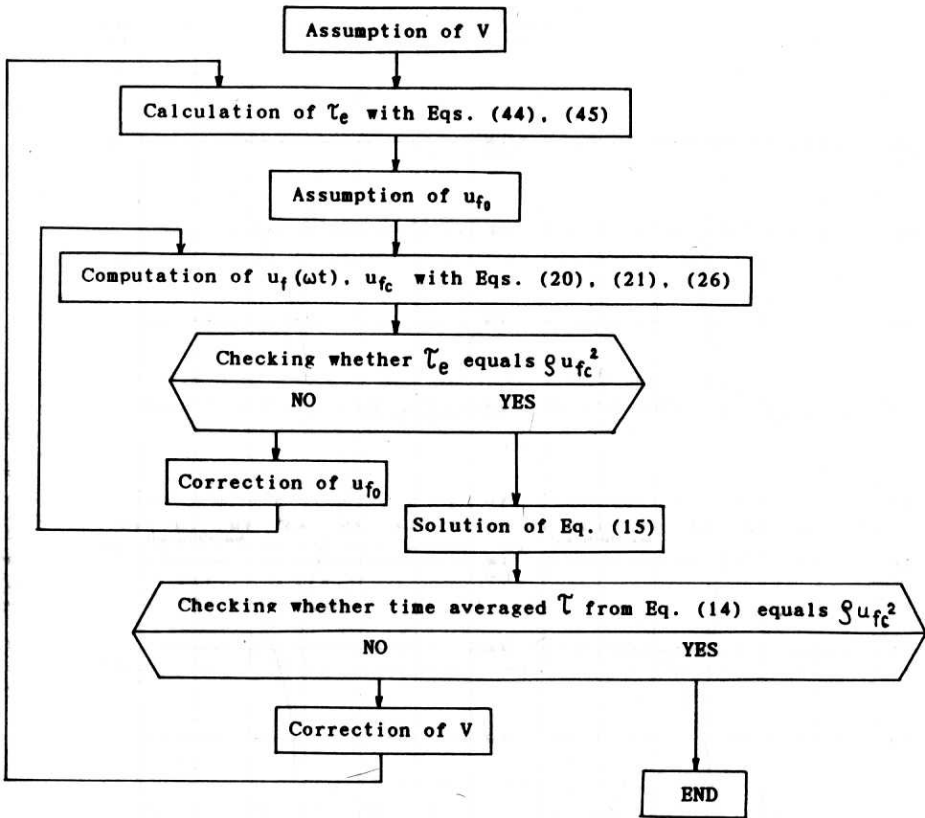 Assumption of V
Calculation of τe with Eqs. (44), (45)
Assumption of uf0
Computation of uf(ωt), ufc with Eqs. (20), (21), (26)
Checking whether τe equals ρufc²
NO YES
Correction of uf0
Solution of Eq. (15)
Checking whether time averaged τ from Eq. (14) equals ρufc²
NO YES
Correction of V
END